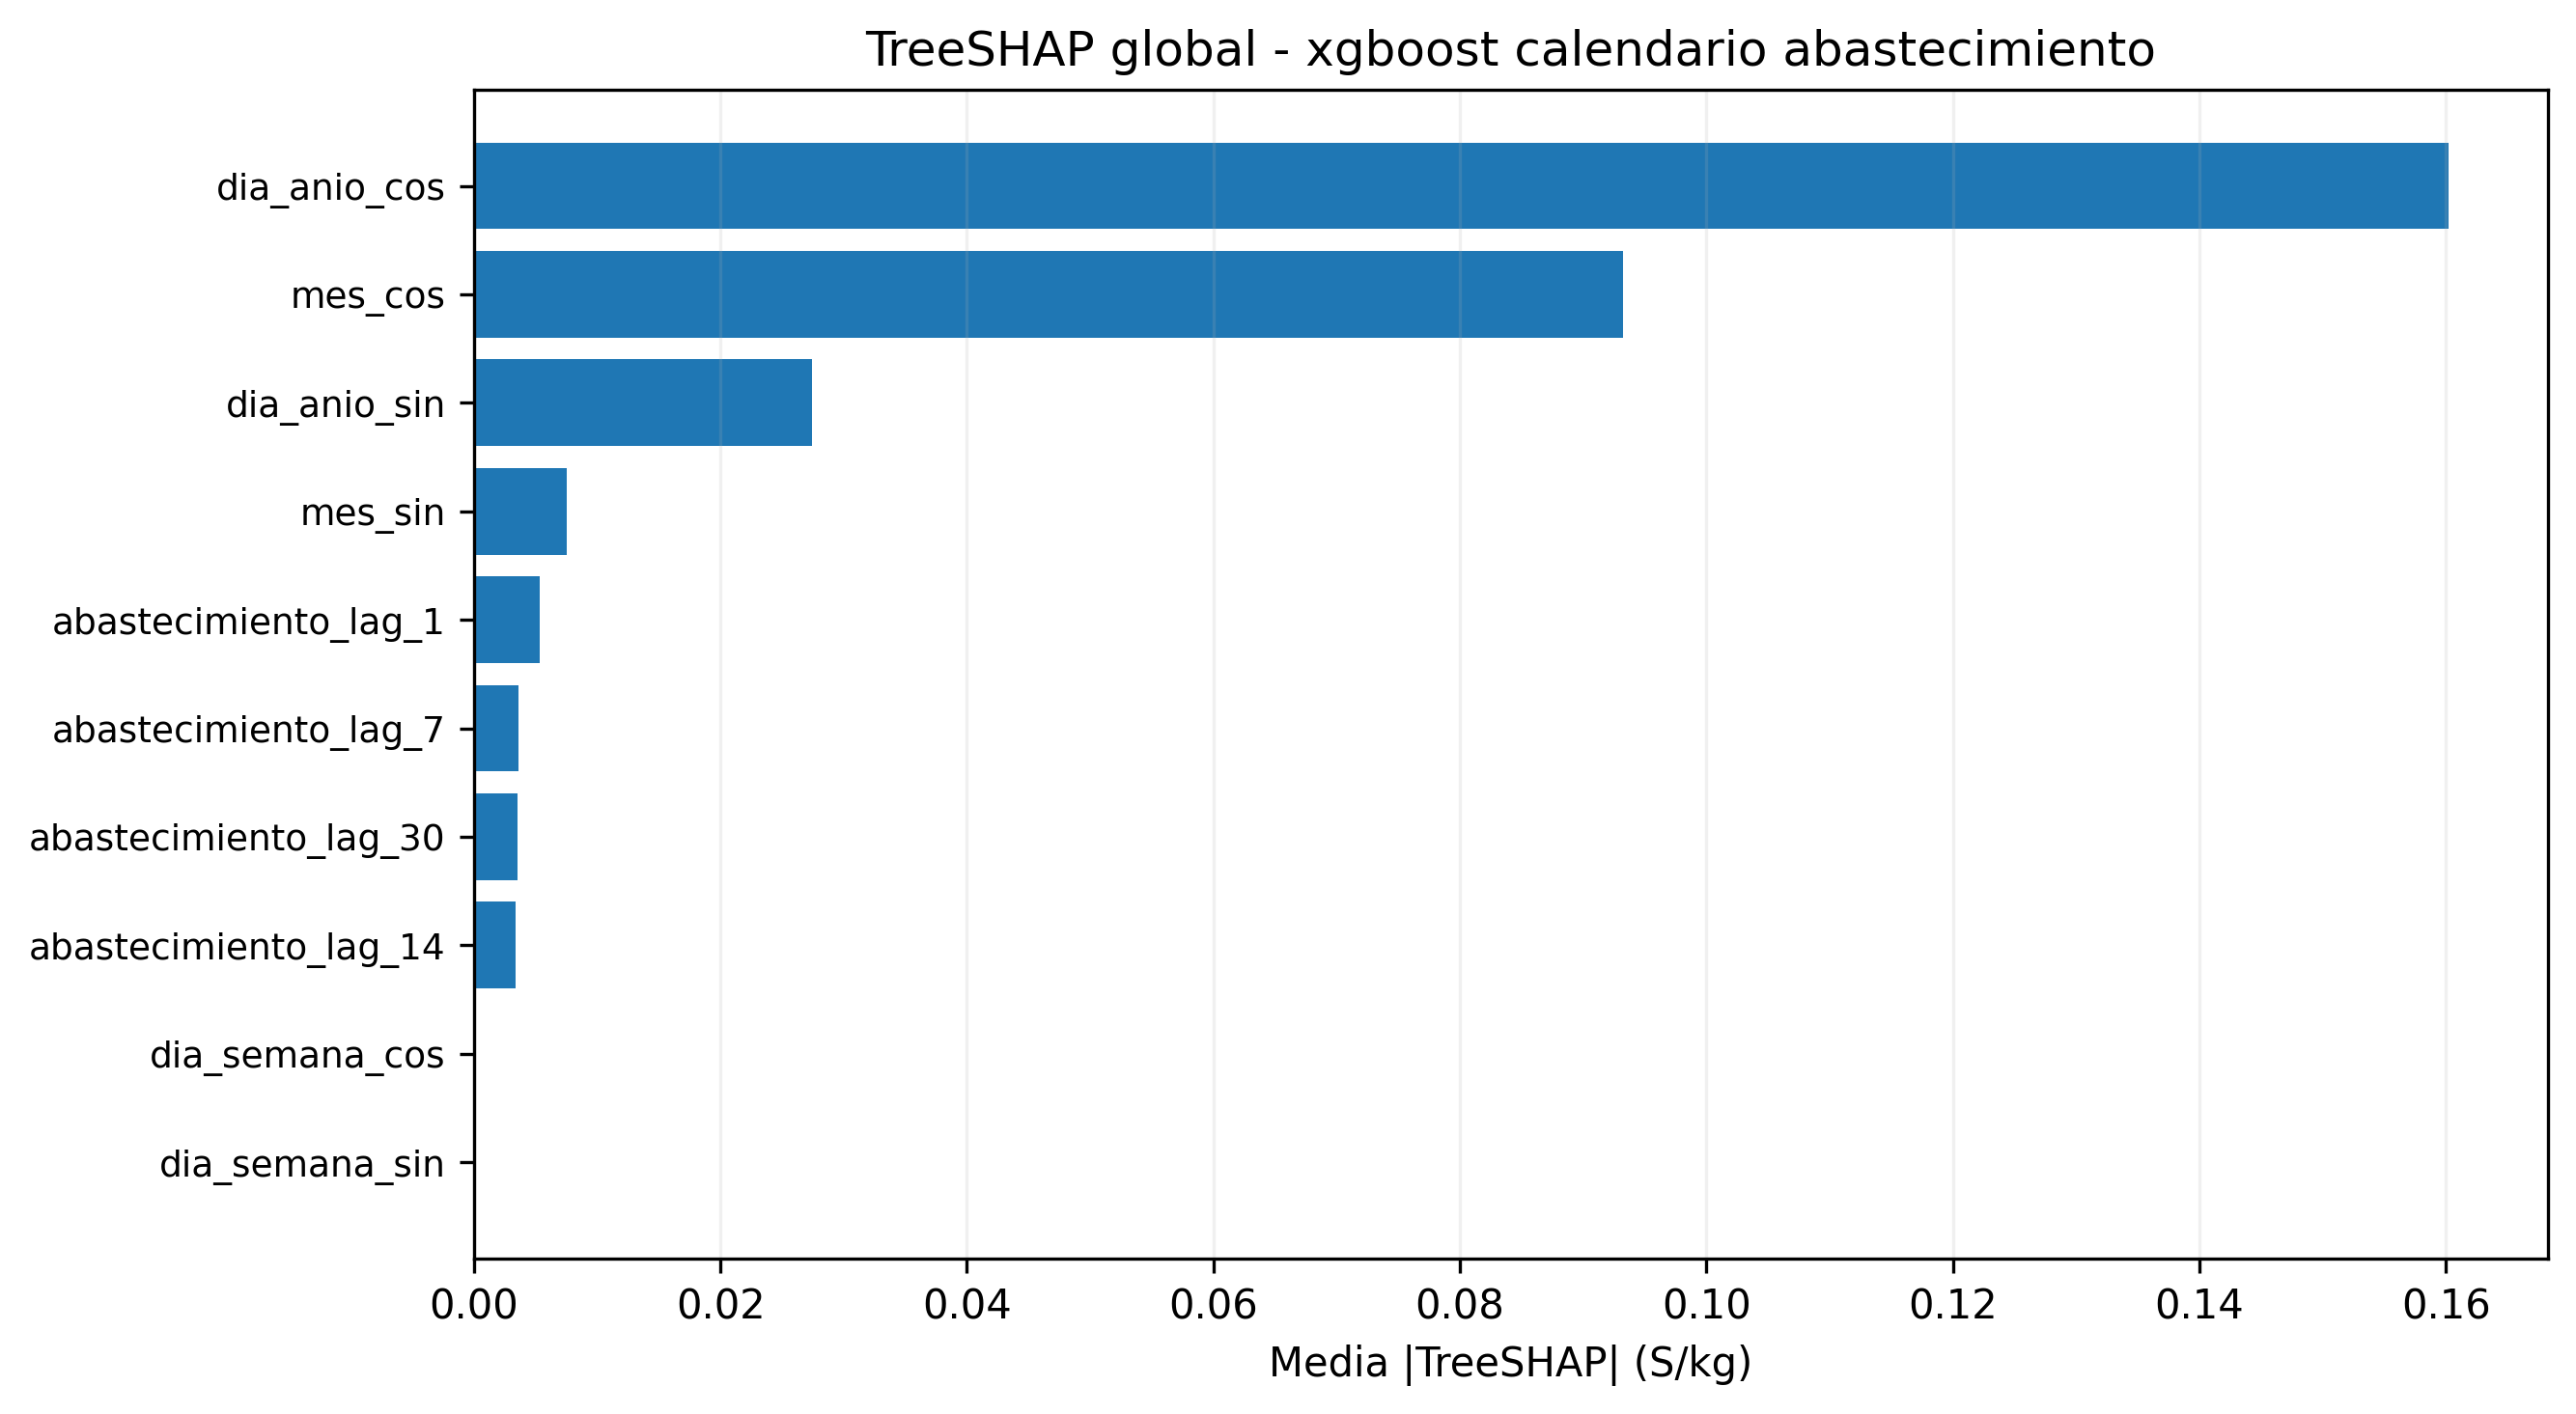 TreeSHAP global - xgboost calendario abastecimiento
dia_anio_cos
mes_cos
dia_anio_sin
mes_sin
abastecimiento_lag_1
abastecimiento_lag_7
abastecimiento_lag_30
abastecimiento_lag_14
dia_semana_cos
dia_semana_sin
0.00 0.02 0.04 0.06 0.08 0.10 0.12 0.14 0.16
Media |TreeSHAP| (S/kg)